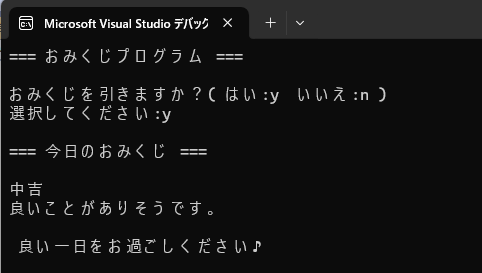 Microsoft Visual Studio デバック
=== おみくじプログラム ===
おみくじを引きますか？( はい:y　いいえ:n )
選択してください:y
=== 今日のおみくじ ===
中吉
良いことがありそうです。
良い一日をお過ごしください♪